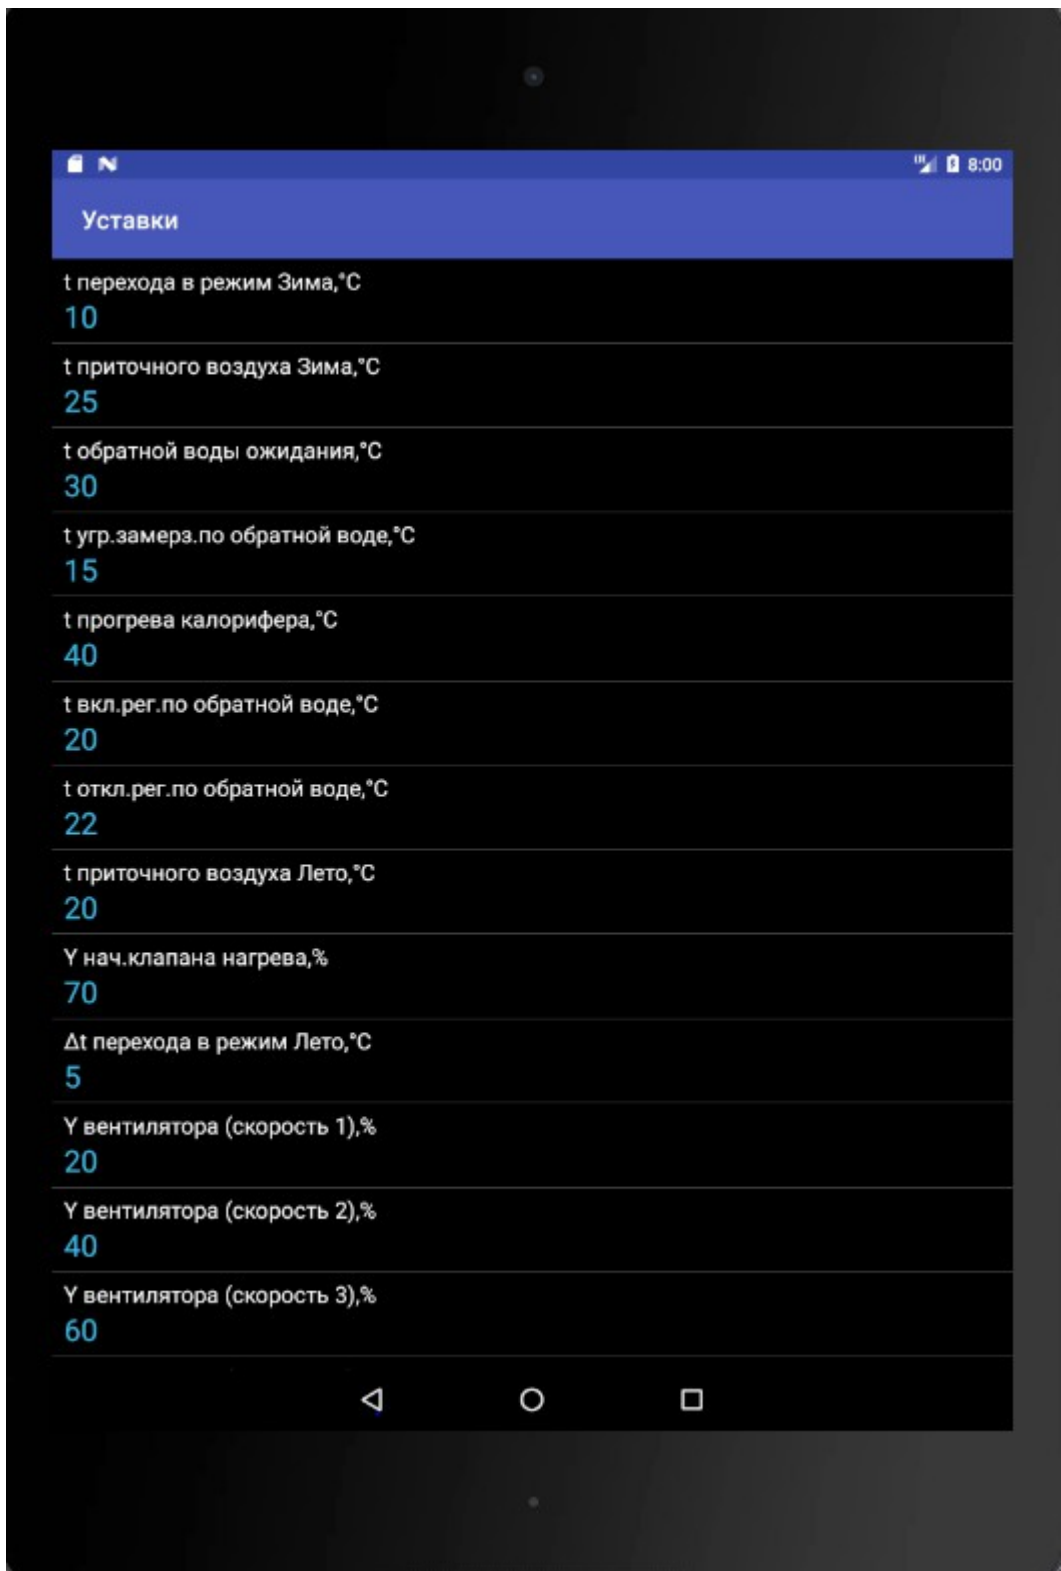 8:00
Уставки
t перехода в режим Зима,°C
10
t приточного воздуха Зима,°C
25
t обратной воды ожидания,°C
30
t угр.замерз.по обратной воде,°C
15
t прогрева калорифера,°C
40
t вкл.рег.по обратной воде,°C
20
t откл.рег.по обратной воде,°C
22
t приточного воздуха Лето,°C
20
Y нач.клапана нагрева,%
70
Δt перехода в режим Лето,°C
5
Y вентилятора (скорость 1),%
20
Y вентилятора (скорость 2),%
40
Y вентилятора (скорость 3),%
60